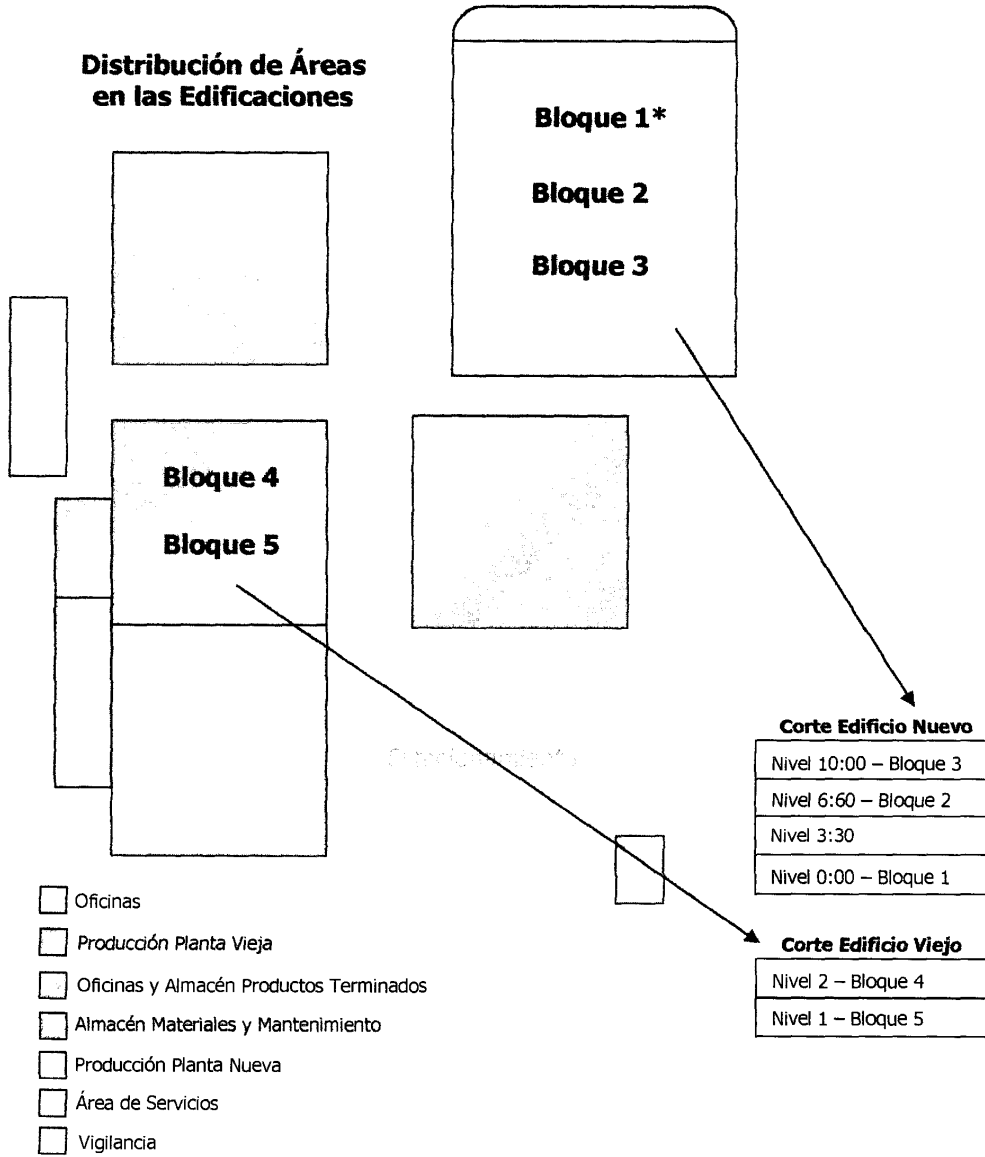 Distribución de Áreas
en las Edificaciones
Bloque 1*
Bloque 2
Bloque 3
Bloque 4
Bloque 5
Estacionamiento
Corte Edificio Nuevo
Nivel 10:00 – Bloque 3
Nivel 6:60 – Bloque 2
Nivel 3:30
Nivel 0:00 – Bloque 1
Corte Edificio Viejo
Nivel 2 – Bloque 4
Nivel 1 – Bloque 5
Oficinas
Producción Planta Vieja
Oficinas y Almacén Productos Terminados
Almacén Materiales y Mantenimiento
Producción Planta Nueva
Área de Servicios
Vigilancia